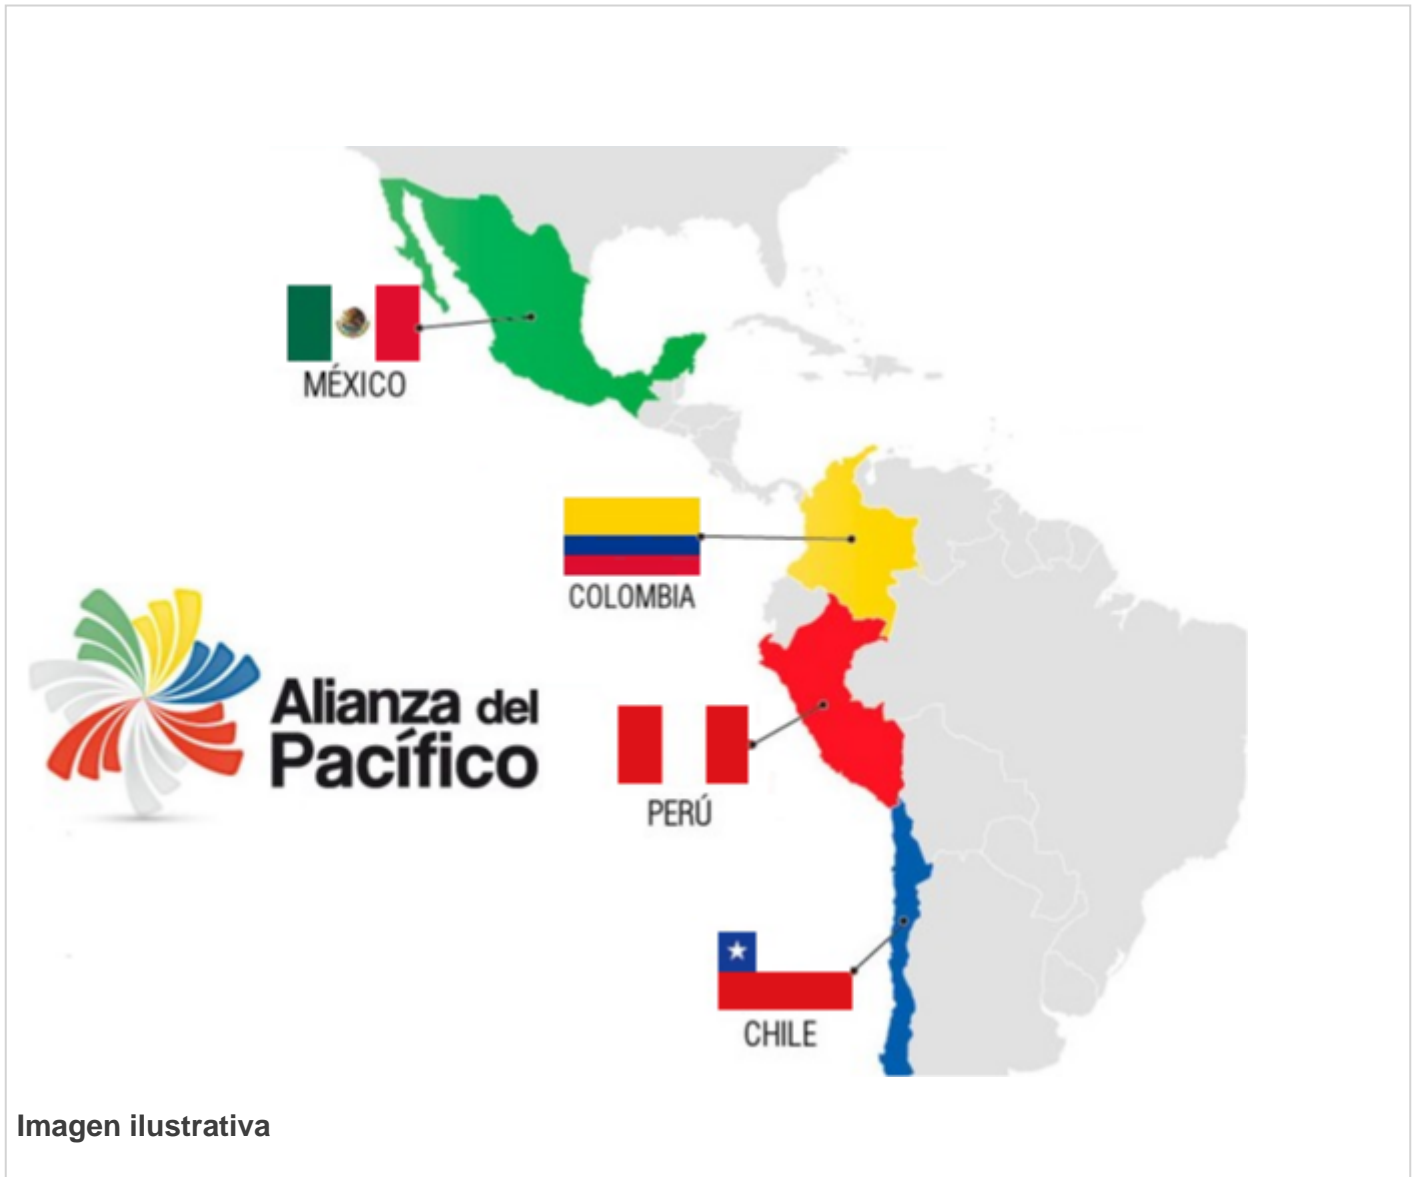 MÉXICO
COLOMBIA
Alianza del
Pacífico
PERÚ
CHILE
Imagen ilustrativa